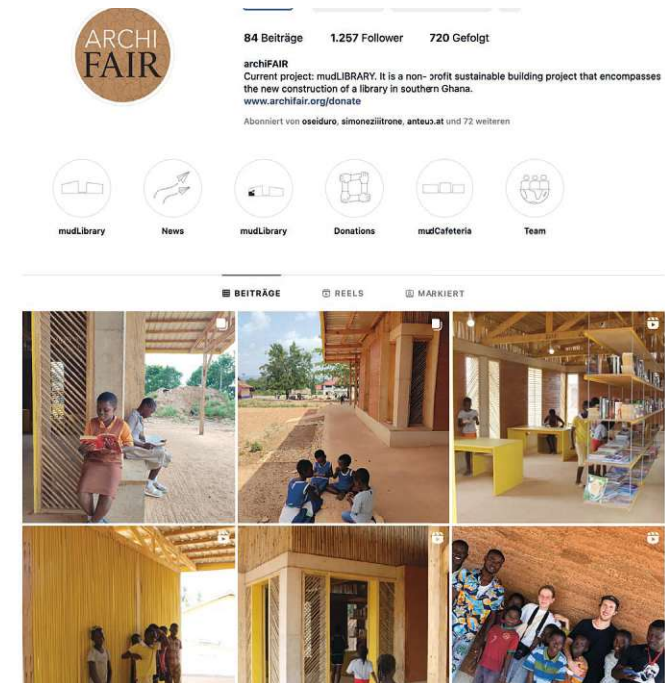 ARCHI
FAIR
84 Beiträge 1.257 Follower 720 Gefolgt
archiFAIR
Current project: mudLIBRARY. It is a non-profit sustainable building project that encompasses
the new construction of a library in southern Ghana.
www.archifair.org/donate
Abonniert von oseiduro, simoneziiitrone, anteup.at und 72 weiteren
mudLibrary News mudLibrary Donations mudCafeteria Team
BEITRÄGE REELS MARKIERT